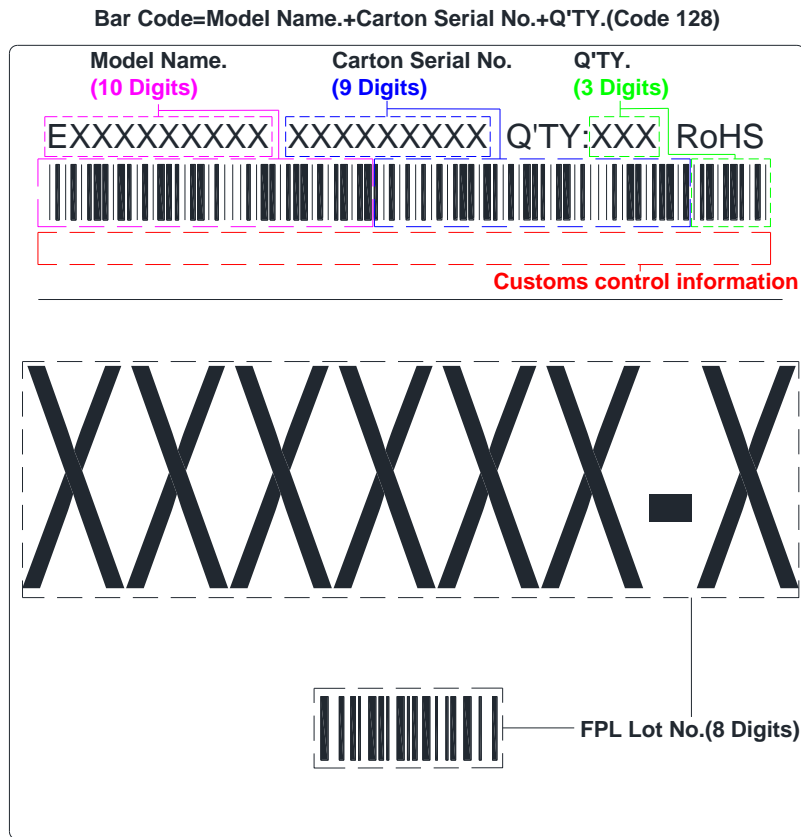 Bar Code=Model Name.+Carton Serial No.+Q'TY.(Code 128)
Model Name. Carton Serial No. Q'TY.
(10 Digits) (9 Digits) (3 Digits)
EXXXXXXXXX XXXXXXXXX Q'TY:XXX RoHS
Customs control information
XXXXXX-X
FPL Lot No.(8 Digits)